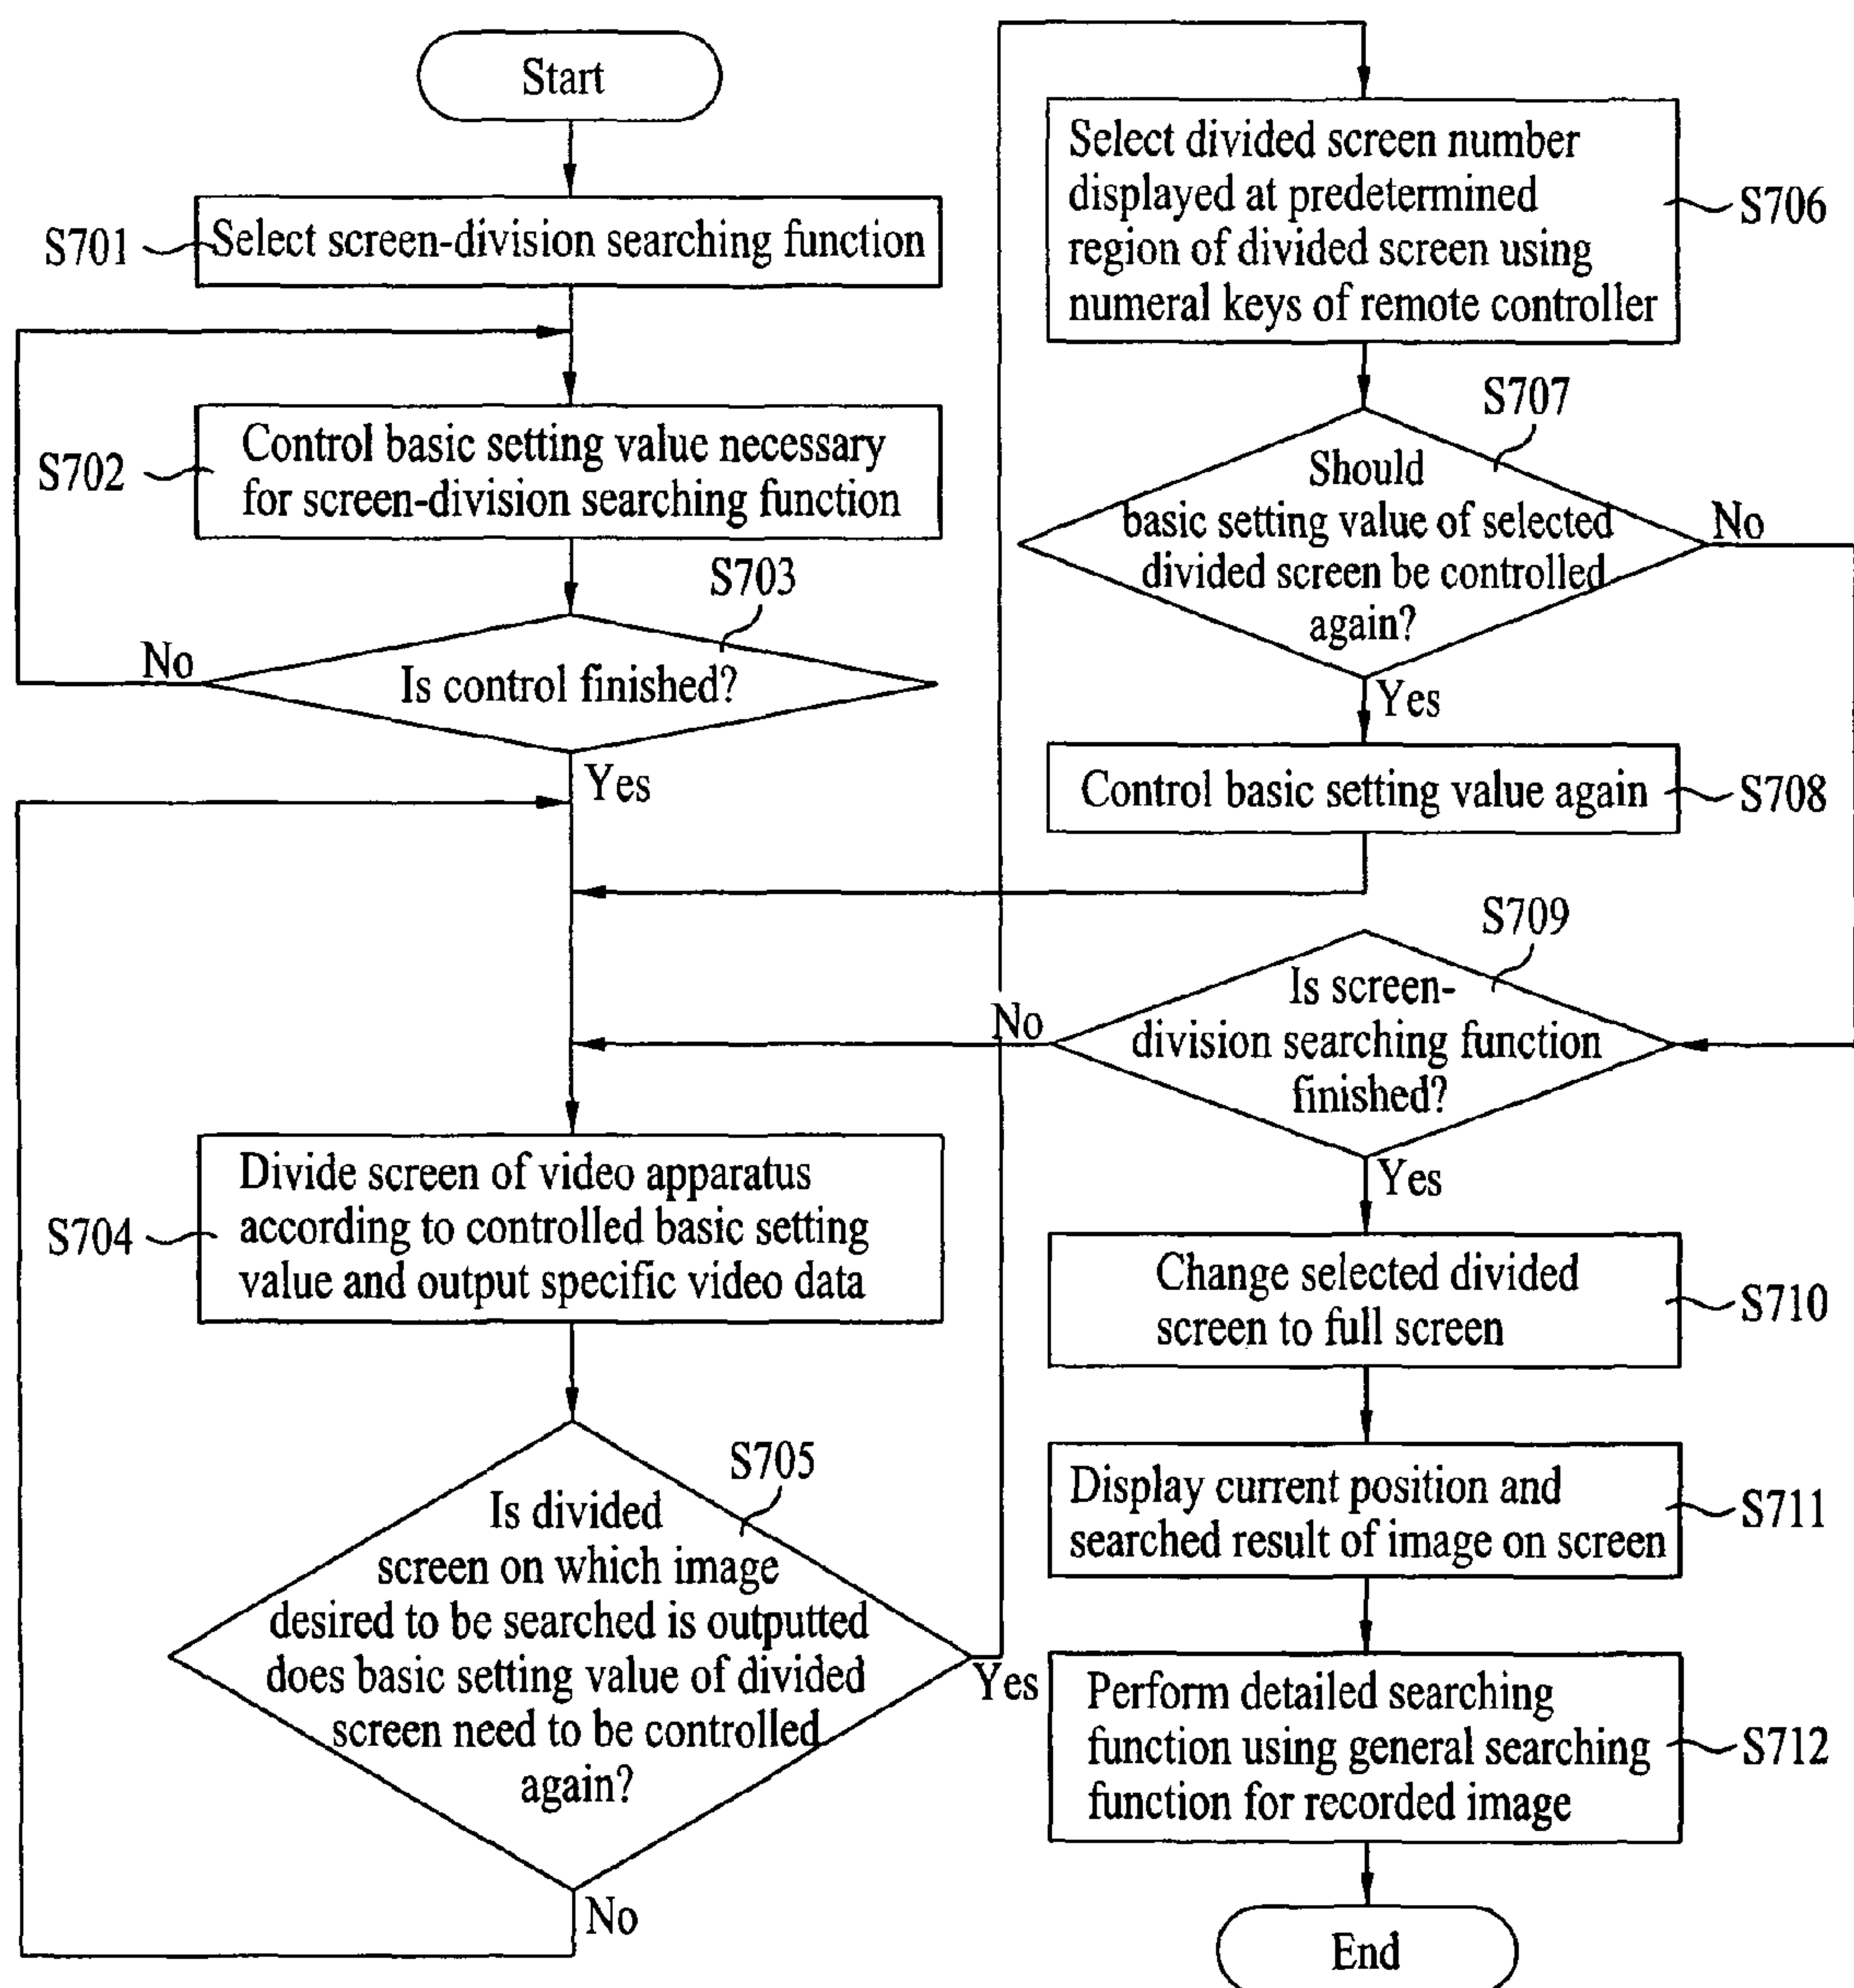 Start
S701
Select screen-division searching function
S702
Control basic setting value necessary
for screen-division searching function
S703
No
Is control finished?
Yes
S704
Divide screen of video apparatus
according to controlled basic setting
value and output specific video data
S705
Is divided
screen on which image
desired to be searched is outputted
does basic setting value of divided
screen need to be controlled
again?
Yes
No
Select divided screen number
displayed at predetermined
region of divided screen using
numeral keys of remote controller
S706
S707
Should
basic setting value of selected
divided screen be controlled
again?
No
Yes
Control basic setting value again
S708
S709
Is screen-
division searching function
finished?
No
Yes
Change selected divided
screen to full screen
S710
Display current position and
searched result of image on screen
S711
Perform detailed searching
function using general searching
function for recorded image
S712
End